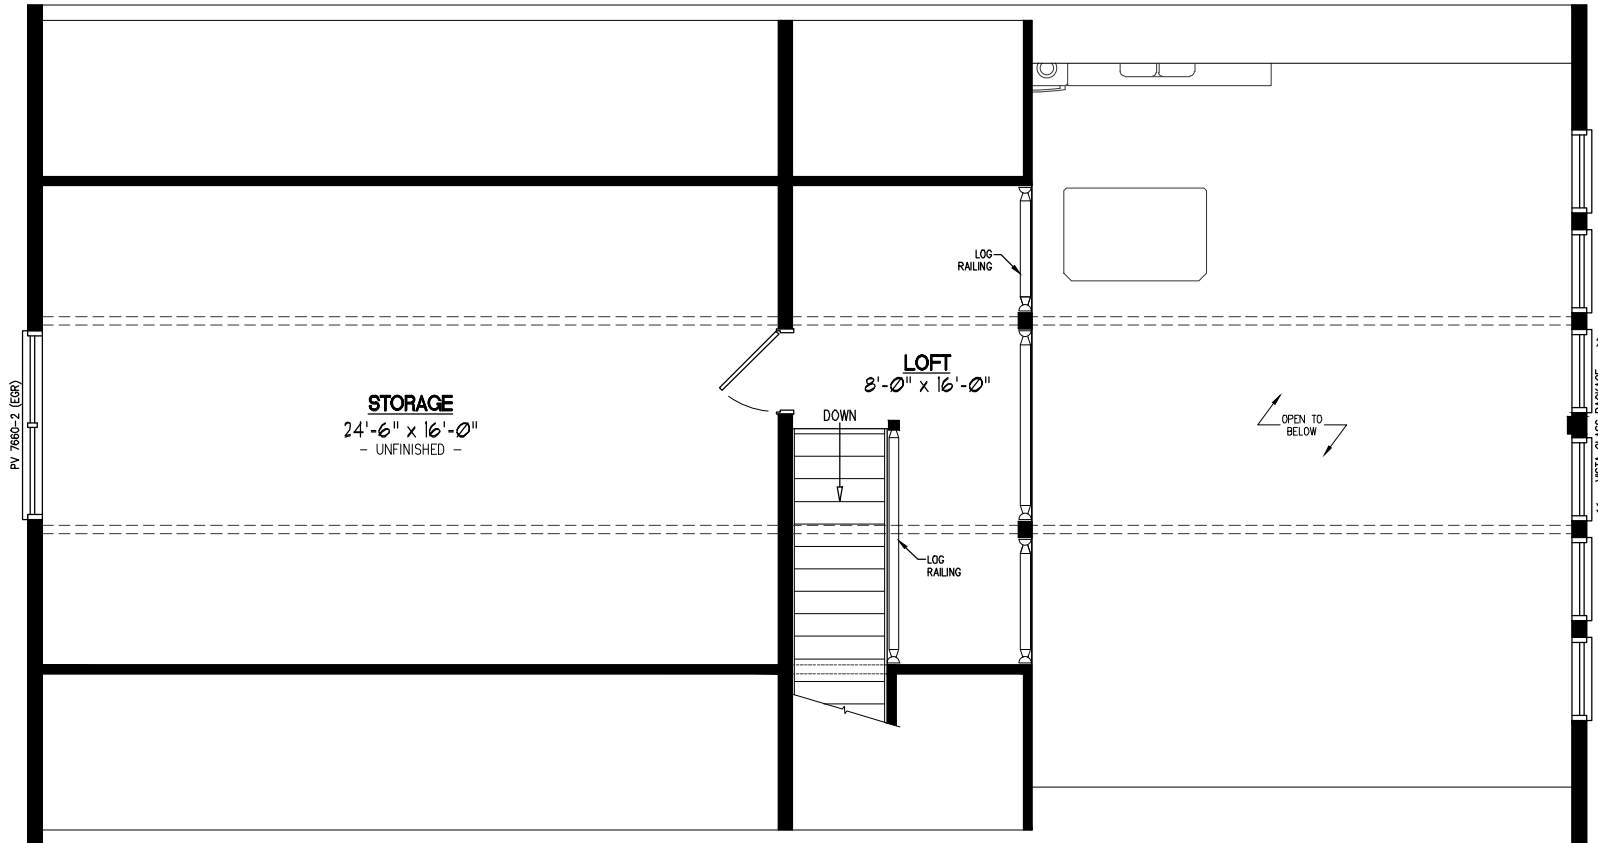 LOG
RAILING
LOFT
8'-0" x 16'-0"
STORAGE
24'-6" x 16'-0"
- UNFINISHED -
DOWN
OPEN TO
BELOW
PV 7660-2 (EGR)
LOG
RAILING